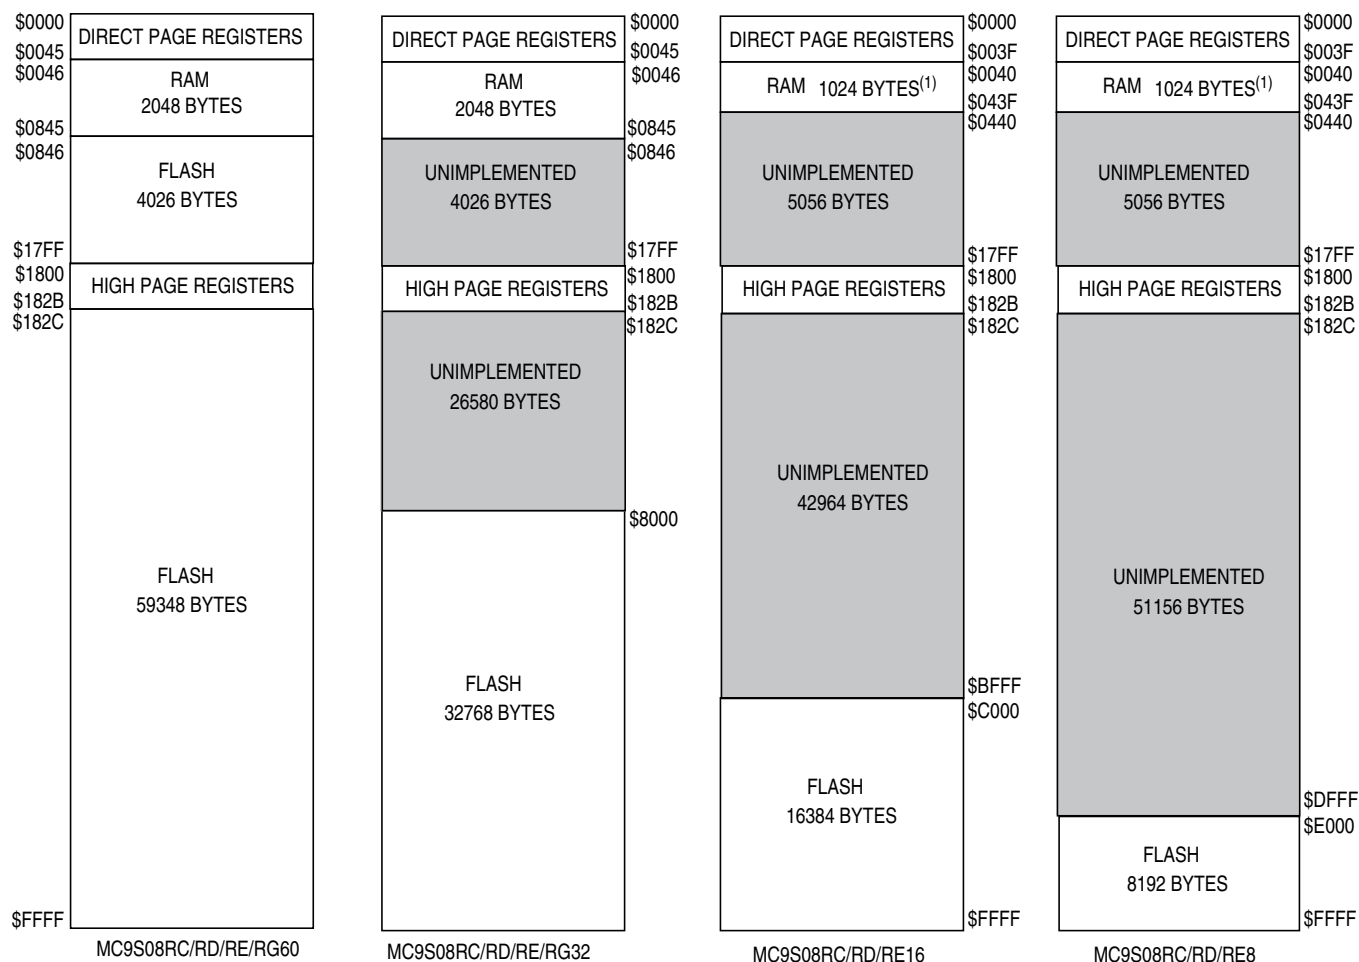 $0000
DIRECT PAGE REGISTERS
$0045
$0046
RAM
2048 BYTES
$0845
$0846
FLASH
4026 BYTES
$17FF
$1800
HIGH PAGE REGISTERS
$182B
$182C
FLASH
59348 BYTES
$FFFF
MC9S08RC/RD/RE/RG60
$0000
DIRECT PAGE REGISTERS
$0045
$0046
RAM
2048 BYTES
$0845
$0846
UNIMPLEMENTED
4026 BYTES
$17FF
$1800
HIGH PAGE REGISTERS
$182B
$182C
UNIMPLEMENTED
26580 BYTES
$8000
FLASH
32768 BYTES
MC9S08RC/RD/RE/RG32
$0000
DIRECT PAGE REGISTERS
$003F
$0040
RAM 1024 BYTES(1)
$043F
$0440
UNIMPLEMENTED
5056 BYTES
$17FF
$1800
HIGH PAGE REGISTERS
$182B
$182C
UNIMPLEMENTED
42964 BYTES
$BFFF
$C000
FLASH
16384 BYTES
$FFFF
MC9S08RC/RD/RE16
$0000
DIRECT PAGE REGISTERS
$003F
$0040
RAM 1024 BYTES(1)
$043F
$0440
UNIMPLEMENTED
5056 BYTES
$17FF
$1800
HIGH PAGE REGISTERS
$182B
$182C
UNIMPLEMENTED
51156 BYTES
$DFFF
$E000
FLASH
8192 BYTES
$FFFF
MC9S08RC/RD/RE8